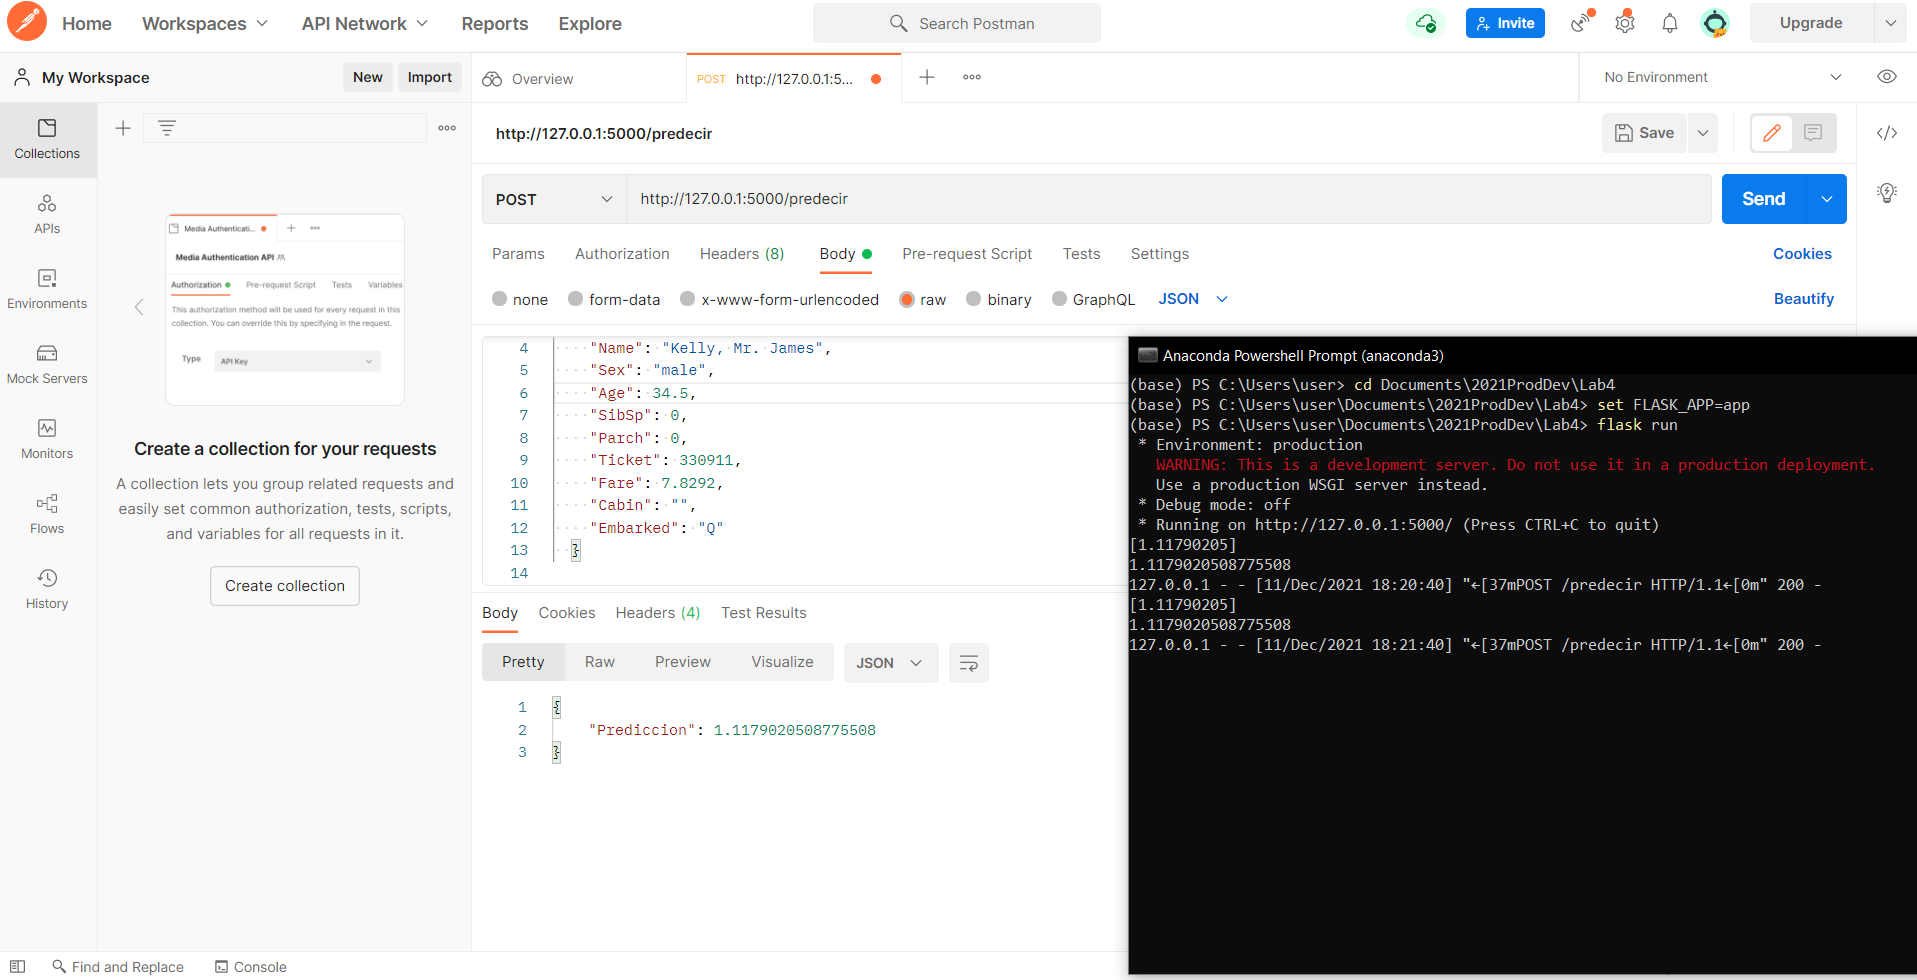 Home Workspaces API Network Reports Explore Search Postman Invite Upgrade
My Workspace New Import Overview POST http://127.0.0.1:5... No Environment
Collections
APIs
Environments
Mock Servers
Monitors
Flows
History
Media Authenticati...
Media Authentication API
Authorization Pre-request Script Tests Variables
This authorization method will be used for every request in this
collection. You can override this by specifying in the request.
Type API Key
Create a collection for your requests
A collection lets you group related requests and
easily set common authorization, tests, scripts,
and variables for all requests in it.
Create collection
http://127.0.0.1:5000/predecir Save
POST http://127.0.0.1:5000/predecir Send
Params Authorization Headers (8) Body Pre-request Script Tests Settings Cookies
none form-data x-www-form-urlencoded raw binary GraphQL JSON Beautify
4 "Name": "Kelly, Mr. James",
5 "Sex": "male",
6 "Age": 34.5,
7 "SibSp": 0,
8 "Parch": 0,
9 "Ticket": 330911,
10 "Fare": 7.8292,
11 "Cabin": "",
12 "Embarked": "Q"
13 }
14
Body Cookies Headers (4) Test Results
Pretty Raw Preview Visualize JSON
1 {
2 "Prediccion": 1.1179020508775508
3 }
Anaconda Powershell Prompt (anaconda3)
(base) PS C:\Users\user> cd Documents\2021ProdDev\Lab4
(base) PS C:\Users\user\Documents\2021ProdDev\Lab4> set FLASK_APP=app
(base) PS C:\Users\user\Documents\2021ProdDev\Lab4> flask run
* Environment: production
WARNING: This is a development server. Do not use it in a production deployment.
Use a production WSGI server instead.
* Debug mode: off
* Running on http://127.0.0.1:5000/ (Press CTRL+C to quit)
[1.11790205]
1.1179020508775508
127.0.0.1 - - [11/Dec/2021 18:20:40] "←[37mPOST /predecir HTTP/1.1←[0m" 200 -
[1.11790205]
1.1179020508775508
127.0.0.1 - - [11/Dec/2021 18:21:40] "←[37mPOST /predecir HTTP/1.1←[0m" 200 -
Find and Replace Console